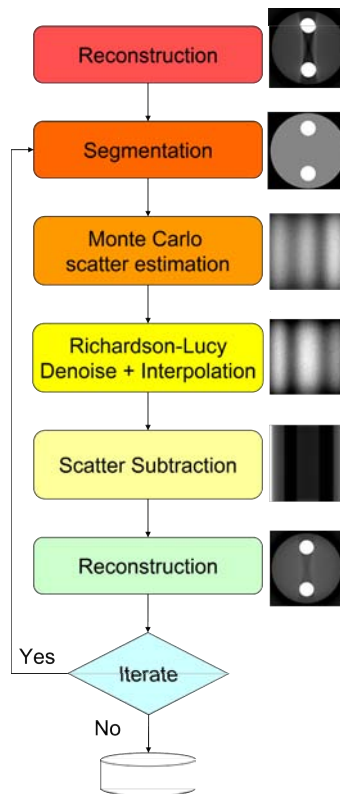 Reconstruction
Segmentation
Monte Carlo
scatter estimation
Richardson-Lucy
Denoise + Interpolation
Scatter Subtraction
Reconstruction
Yes
Iterate
No